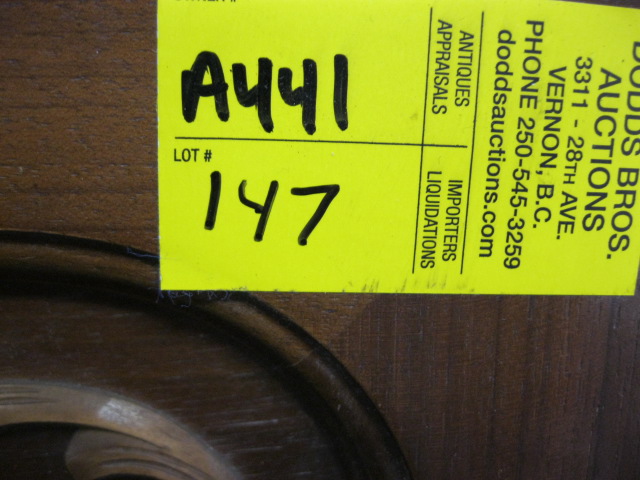 A441
LOT #
147
ANTIQUES
APPRAISALS
IMPORTERS
LIQUIDATIONS
DODDS BROS.
AUCTIONS
3311 - 28TH AVE.
VERNON, B.C.
PHONE 250-545-3259
doddsauctions.com